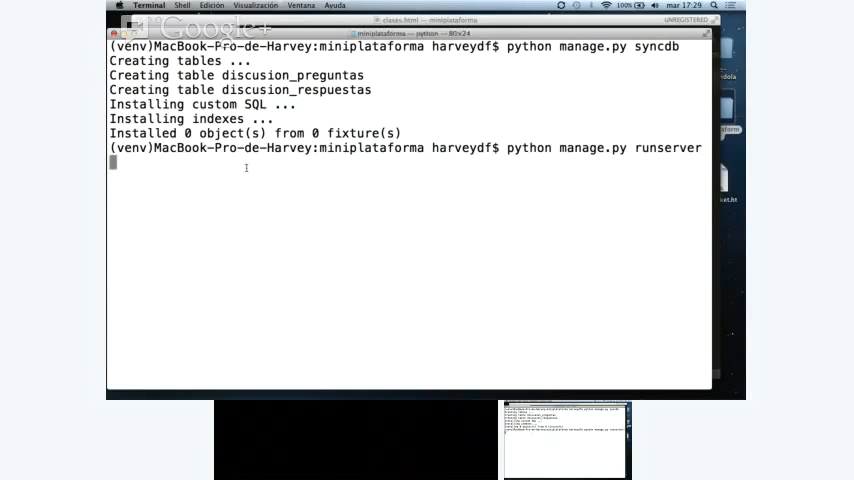 Terminal Shell Edición Visualización Ventana Ayuda 100% mar 17:29
clases.html — miniplataforma UNREGISTERED
Google+
miniplataforma — python — 80×24
(venv)MacBook-Pro-de-Harvey:miniplataforma harveydf$ python manage.py syncdb
Creating tables ...
Creating table discusion_preguntas
Creating table discusion_respuestas
Installing custom SQL ...
Installing indexes ...
Installed 0 object(s) from 0 fixture(s)
(venv)MacBook-Pro-de-Harvey:miniplataforma harveydf$ python manage.py runserver